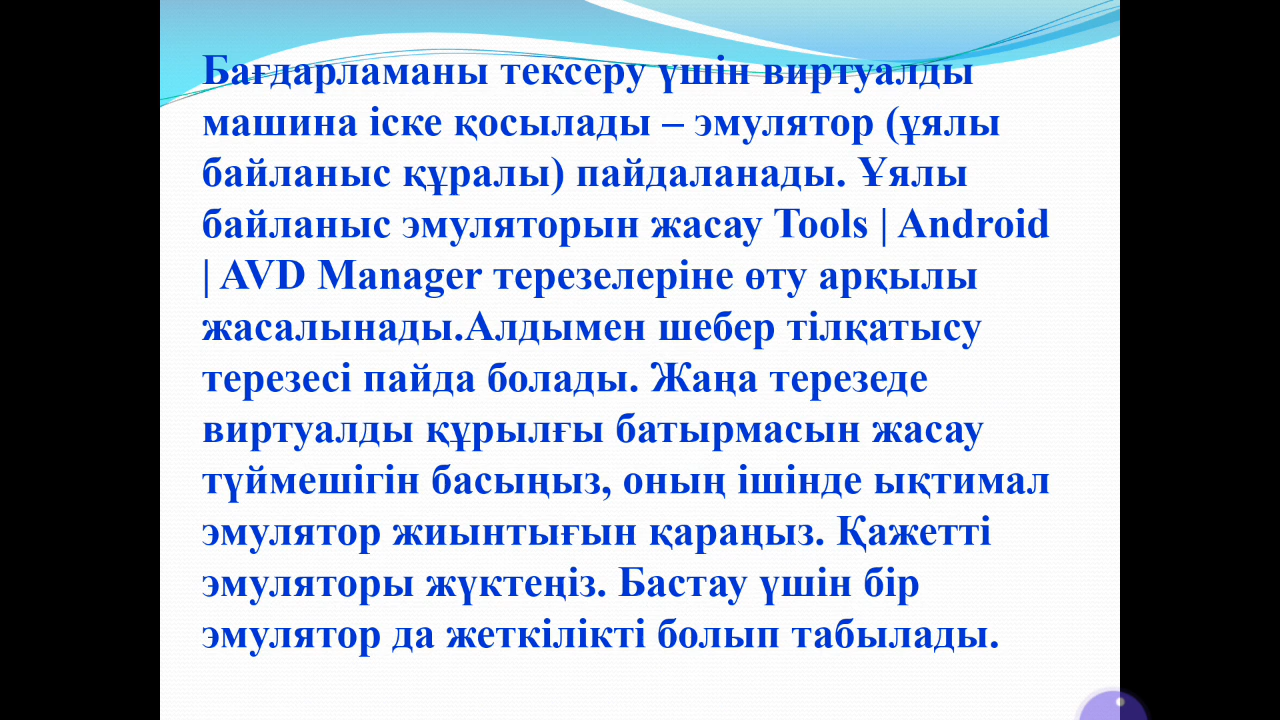 Бағдарламаны тексеру үшін виртуалды
машина іске қосылады – эмулятор (ұялы
байланыс құралы) пайдаланады. Ұялы
байланыс эмуляторын жасау Tools | Android
| AVD Manager терезелеріне өту арқылы
жасалынады.Алдымен шебер тілқатысу
терезесі пайда болады. Жаңа терезеде
виртуалды құрылғы батырмасын жасау
түймешігін басыңыз, оның ішінде ықтимал
эмулятор жиынтығын қараңыз. Қажетті
эмуляторы жүктеңіз. Бастау үшін бір
эмулятор да жеткілікті болып табылады.